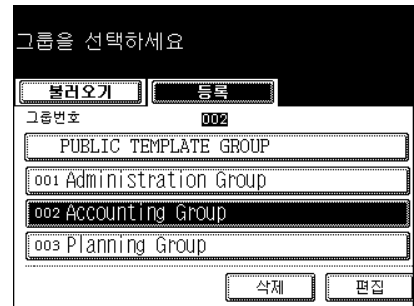 그룹을 선택하세요
불러오기 등록
그룹번호 002
PUBLIC TEMPLATE GROUP
001 Administration Group
002 Accounting Group
003 Planning Group
삭제 편집